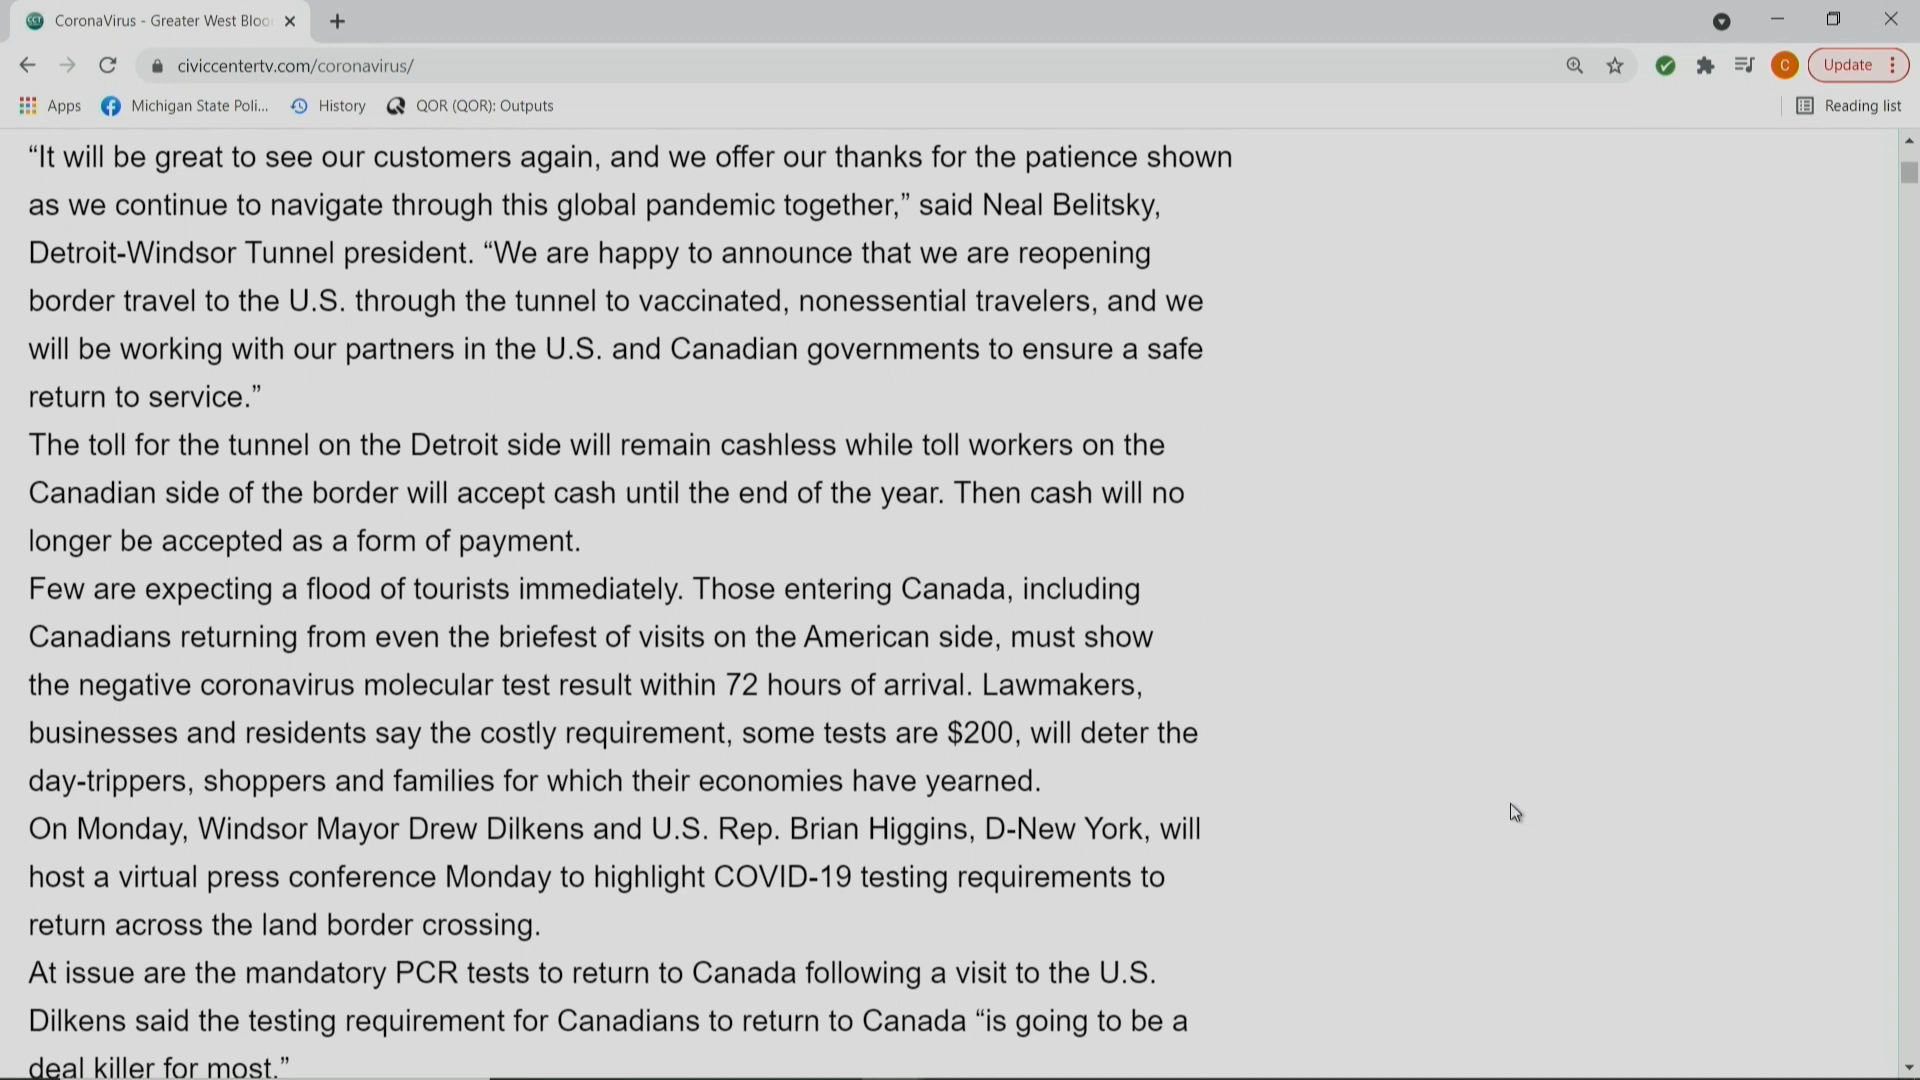 CoronaVirus - Greater West Bloo
civiccentertv.com/coronavirus/
C
Update
Apps
Michigan State Poli...
History
QOR (QOR): Outputs
Reading list
“It will be great to see our customers again, and we offer our thanks for the patience shown
as we continue to navigate through this global pandemic together,” said Neal Belitsky,
Detroit-Windsor Tunnel president. “We are happy to announce that we are reopening
border travel to the U.S. through the tunnel to vaccinated, nonessential travelers, and we
will be working with our partners in the U.S. and Canadian governments to ensure a safe
return to service.”
The toll for the tunnel on the Detroit side will remain cashless while toll workers on the
Canadian side of the border will accept cash until the end of the year. Then cash will no
longer be accepted as a form of payment.
Few are expecting a flood of tourists immediately. Those entering Canada, including
Canadians returning from even the briefest of visits on the American side, must show
the negative coronavirus molecular test result within 72 hours of arrival. Lawmakers,
businesses and residents say the costly requirement, some tests are $200, will deter the
day-trippers, shoppers and families for which their economies have yearned.
On Monday, Windsor Mayor Drew Dilkens and U.S. Rep. Brian Higgins, D-New York, will
host a virtual press conference Monday to highlight COVID-19 testing requirements to
return across the land border crossing.
At issue are the mandatory PCR tests to return to Canada following a visit to the U.S.
Dilkens said the testing requirement for Canadians to return to Canada “is going to be a
deal killer for most.”